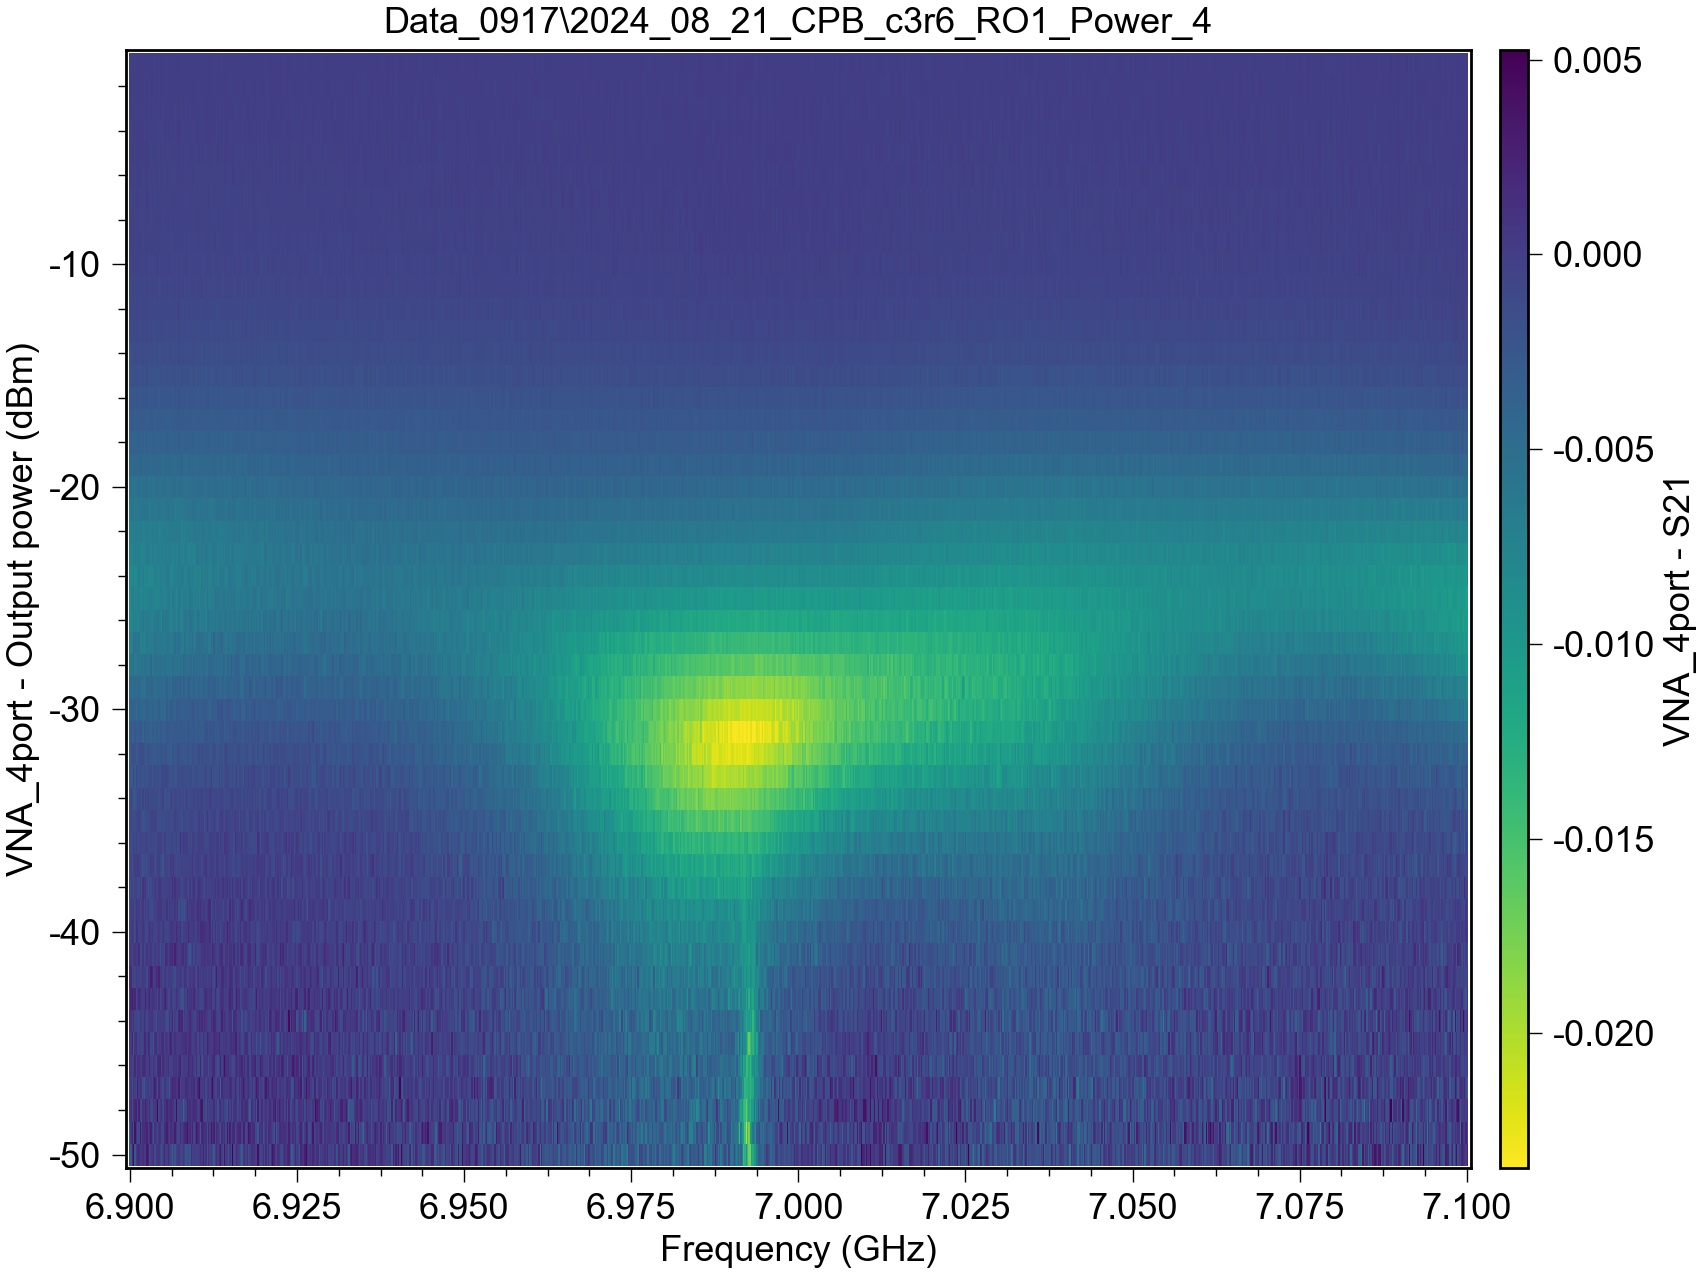 Data_0917\2024_08_21_CPB_c3r6_RO1_Power_4
VNA_4port - Output power (dBm)
-10
-20
-30
-40
-50
6.900 6.925 6.950 6.975 7.000 7.025 7.050 7.075 7.100
Frequency (GHz)
0.005
0.000
-0.005
-0.010
-0.015
-0.020
VNA_4port - S21